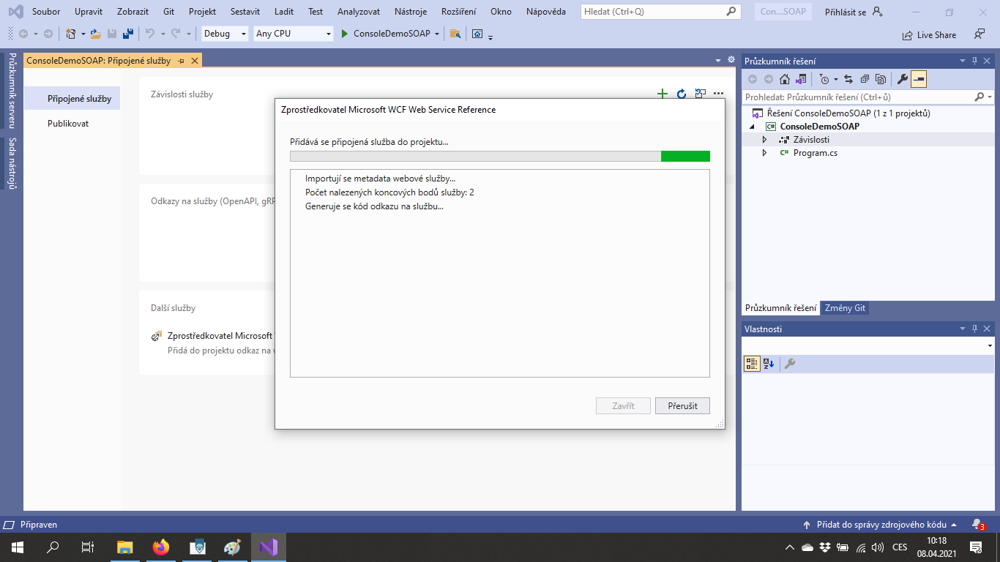 Soubor Upravit Zobrazit Git Projekt Sestavit Ladit Test Analyzovat Nástroje Rozšíření Okno Nápověda Hledat (Ctrl+Q) Con...SOAP Přihlásit se
Debug Any CPU ConsoleDemoSOAP Live Share
Průzkumník serveru
Sada nástrojů
ConsoleDemoSOAP: Připojené služby
Připojené služby
Publikovat
Závislosti služby
Odkazy na služby (OpenAPI, gRP
Další služby
Zprostředkovatel Microsoft
Přidá do projektu odkaz na
Zprostředkovatel Microsoft WCF Web Service Reference
Přidává se připojená služba do projektu...
Importují se metadata webové služby...
Počet nalezených koncových bodů služby: 2
Generuje se kód odkazu na službu...
Zavřít Přerušit
Průzkumník řešení
Prohledat: Průzkumník řešení (Ctrl+ů)
Řešení ConsoleDemoSOAP (1 z 1 projektů)
C# ConsoleDemoSOAP
Závislosti
C# Program.cs
Průzkumník řešení Změny Git
Vlastnosti
Připraven Přidat do správy zdrojového kódu 3
CES 10:18
08.04.2021